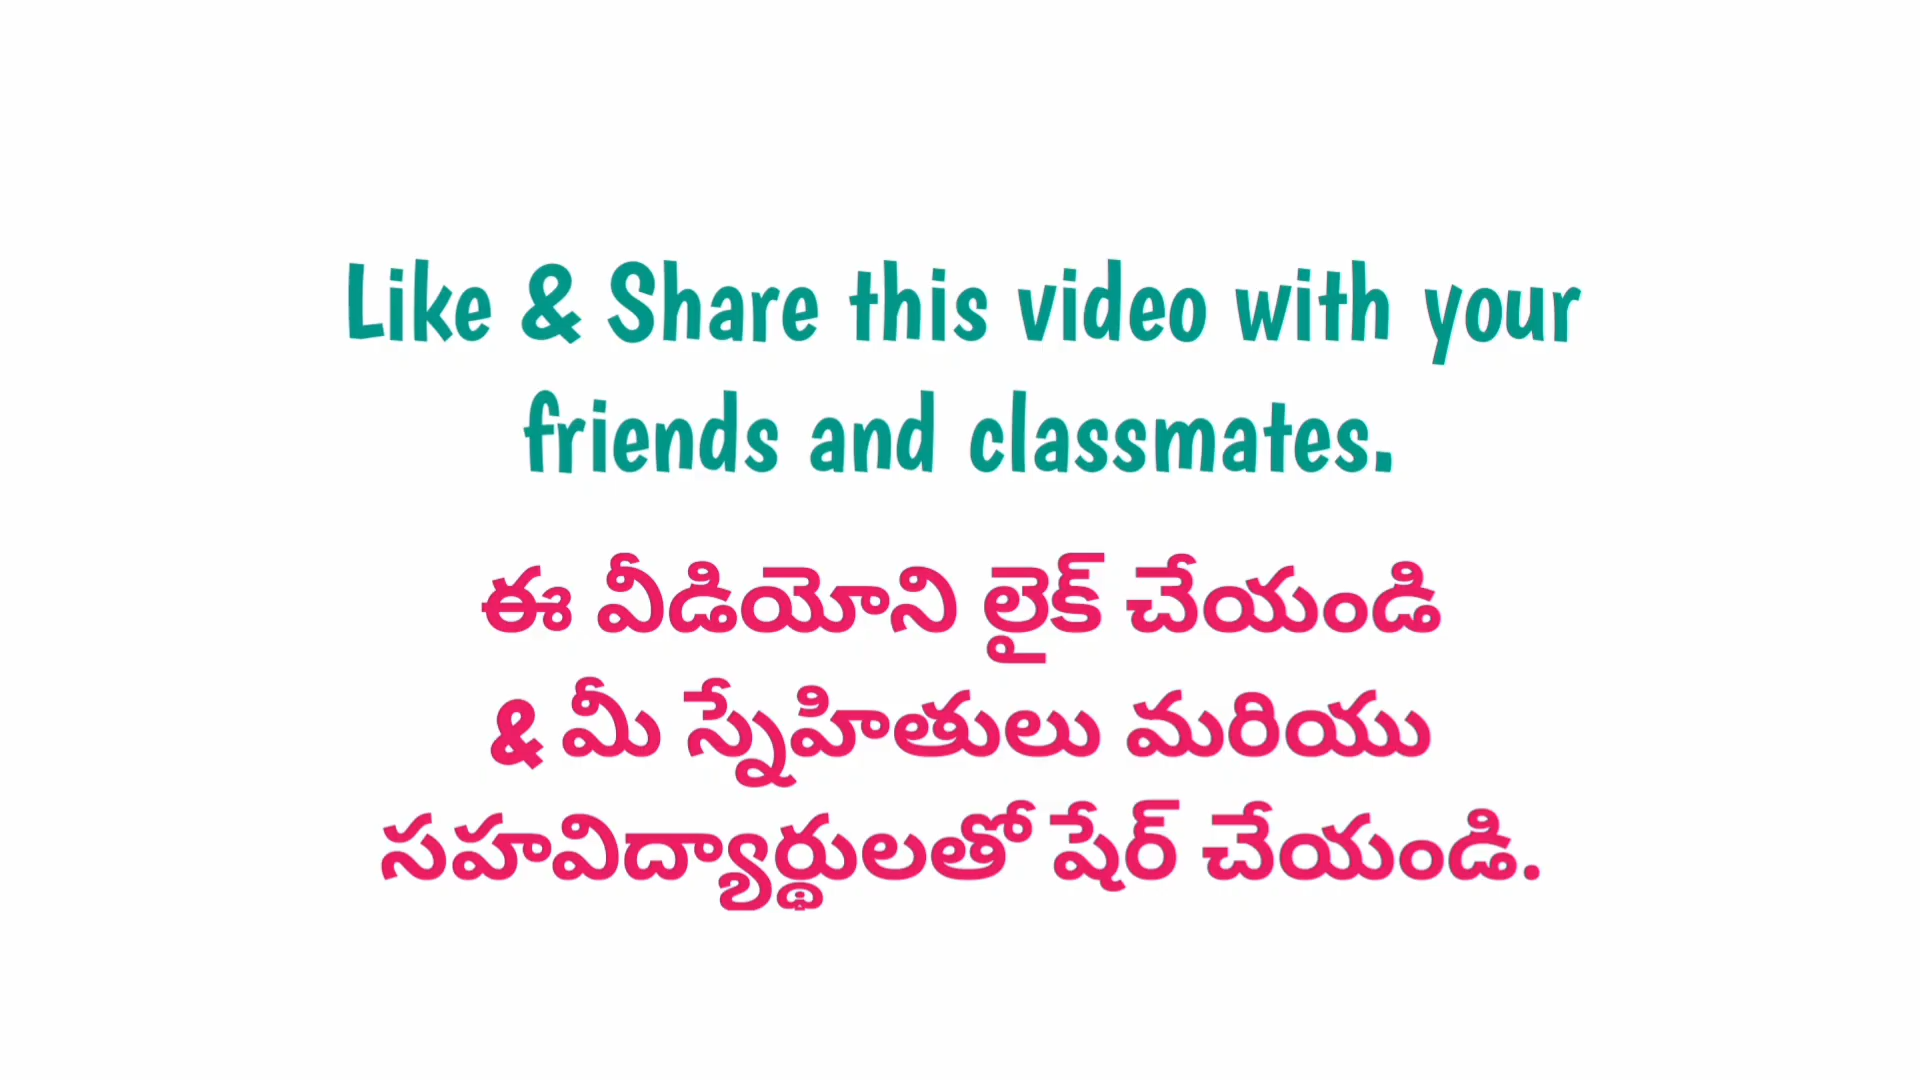 Like & Share this video with your
friends and classmates.
ఈ వీడియోని లైక్ చేయండి
& మీ స్నేహితులు మరియు
సహవిద్యార్థులతో షేర్ చేయండి.